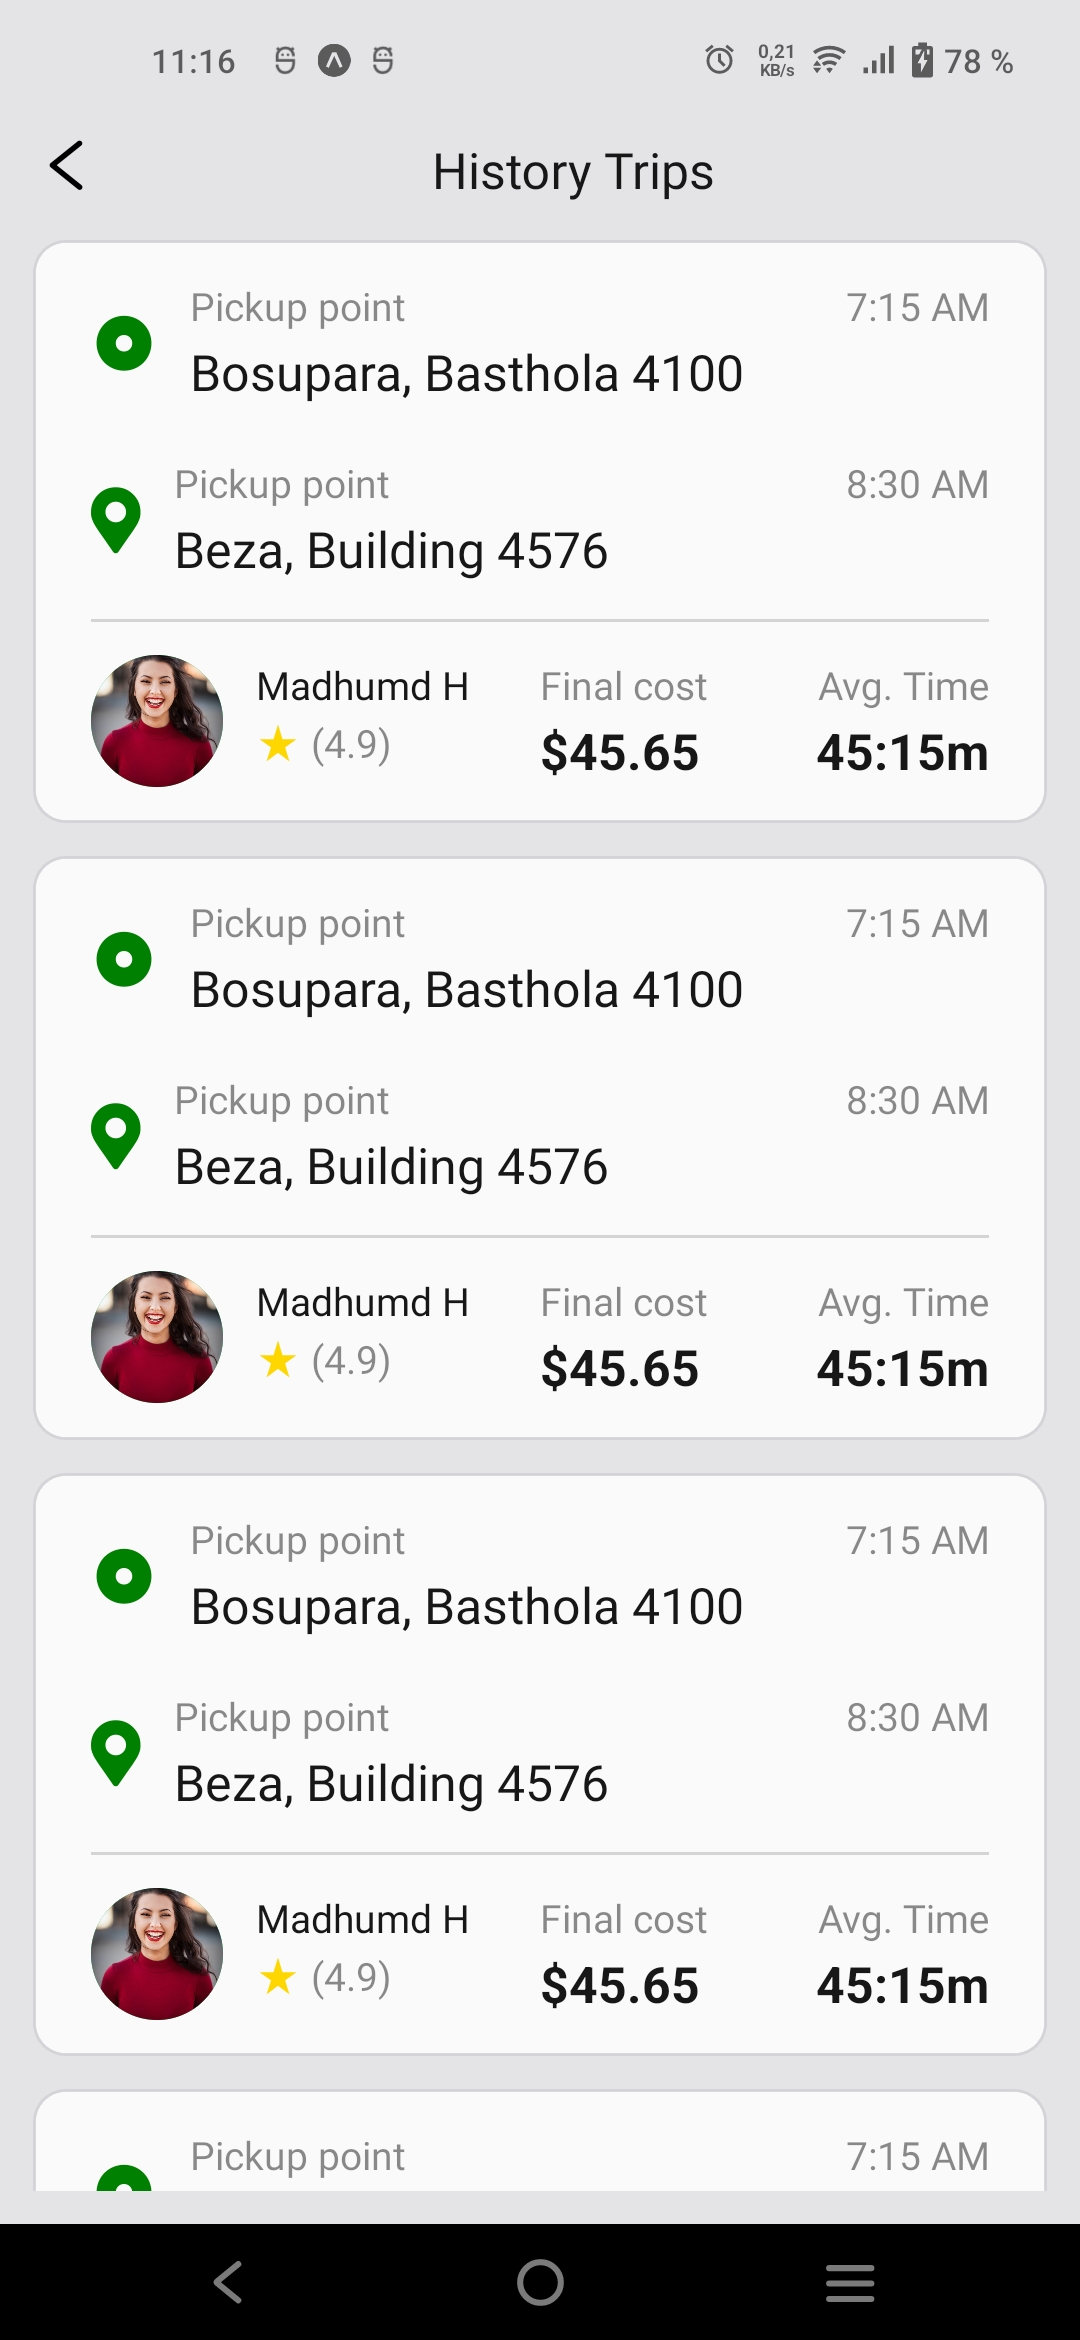 11:16 0,21 KB/s 78 %
History Trips
Pickup point 7:15 AM
Bosupara, Basthola 4100
Pickup point 8:30 AM
Beza, Building 4576
Madhumd H Final cost Avg. Time
(4.9) $45.65 45:15m
Pickup point 7:15 AM
Bosupara, Basthola 4100
Pickup point 8:30 AM
Beza, Building 4576
Madhumd H Final cost Avg. Time
(4.9) $45.65 45:15m
Pickup point 7:15 AM
Bosupara, Basthola 4100
Pickup point 8:30 AM
Beza, Building 4576
Madhumd H Final cost Avg. Time
(4.9) $45.65 45:15m
Pickup point 7:15 AM